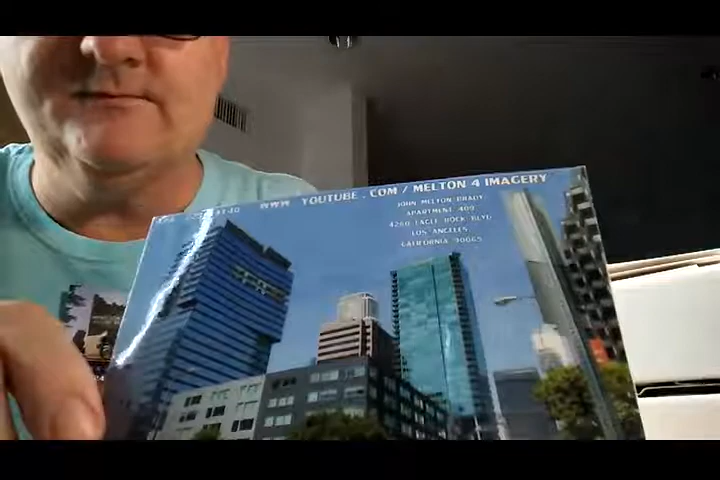 WWW. YOUTUBE. COM / MELTON 4 IMAGERY
JOHN MELTON BRADY
APARTMENT 409
4260 EAGLE ROCK BLVD
LOS ANGELES
CALIFORNIA 90065